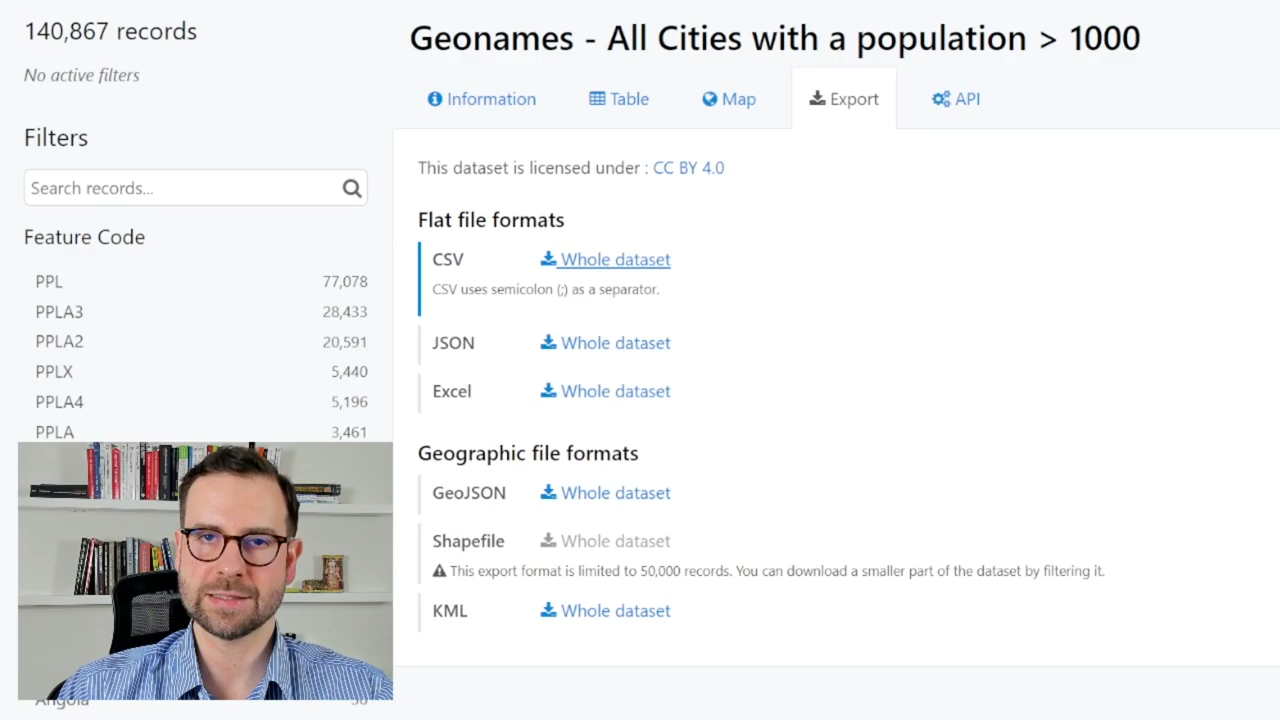 140,867 records
No active filters
Filters
Search records...
Feature Code
PPL 77,078
PPLA3 28,433
PPLA2 20,591
PPLX 5,440
PPLA4 5,196
PPLA 3,461
Angola
Geonames - All Cities with a population > 1000
Information Table Map Export API
This dataset is licensed under : CC BY 4.0
Flat file formats
CSV Whole dataset
CSV uses semicolon (;) as a separator.
JSON Whole dataset
Excel Whole dataset
Geographic file formats
GeoJSON Whole dataset
Shapefile Whole dataset
This export format is limited to 50,000 records. You can download a smaller part of the dataset by filtering it.
KML Whole dataset